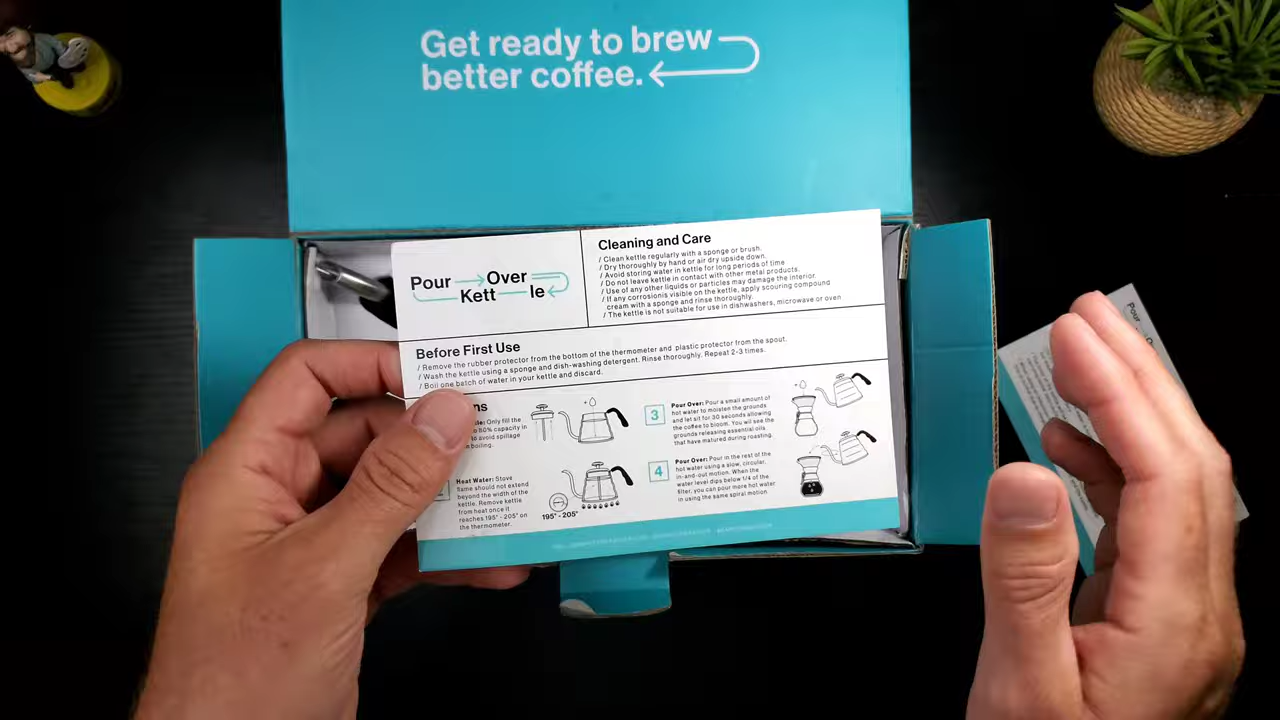 Get ready to brew
better coffee.
Pour Over
Kett le
Cleaning and Care
/ Clean kettle regularly with a sponge or brush.
/ Dry thoroughly by hand or air dry upside down.
/ Avoid storing water in kettle for long periods of time
/ Do not leave kettle in contact with other metal products.
/ Use of any other liquids or particles may damage the interior.
/ If any corrosionis visible on the kettle, apply scouring compound
cream with a sponge and rinse thoroughly.
/ The kettle is not suitable for use in dishwashers, microwave or oven
Before First Use
/ Remove the rubber protector from the bottom of the thermometer and plastic protector from the spout.
/ Wash the kettle using a sponge and dish-washing detergent. Rinse thoroughly. Repeat 2-3 times.
/ Boil one batch of water in your kettle and discard.
Only fill the
80% capacity in
to avoid spillage
boiling.
Heat Water: Stove
flame should not extend
beyond the width of the
kettle. Remove kettle
from heat once it
reaches 195° - 205° on
the thermometer.
195° - 205°
3
Pour Over: Pour a small amount of
hot water to moisten the grounds
and let sit for 30 seconds allowing
the coffee to bloom. You will see the
grounds releasing essential oils
that have matured during roasting.
4
Pour Over: Pour in the rest of the
hot water using a slow, circular,
in-and-out motion. When the
water level dips below 1/4 of the
filter, you can pour more hot water
in using the same spiral motion
Pour